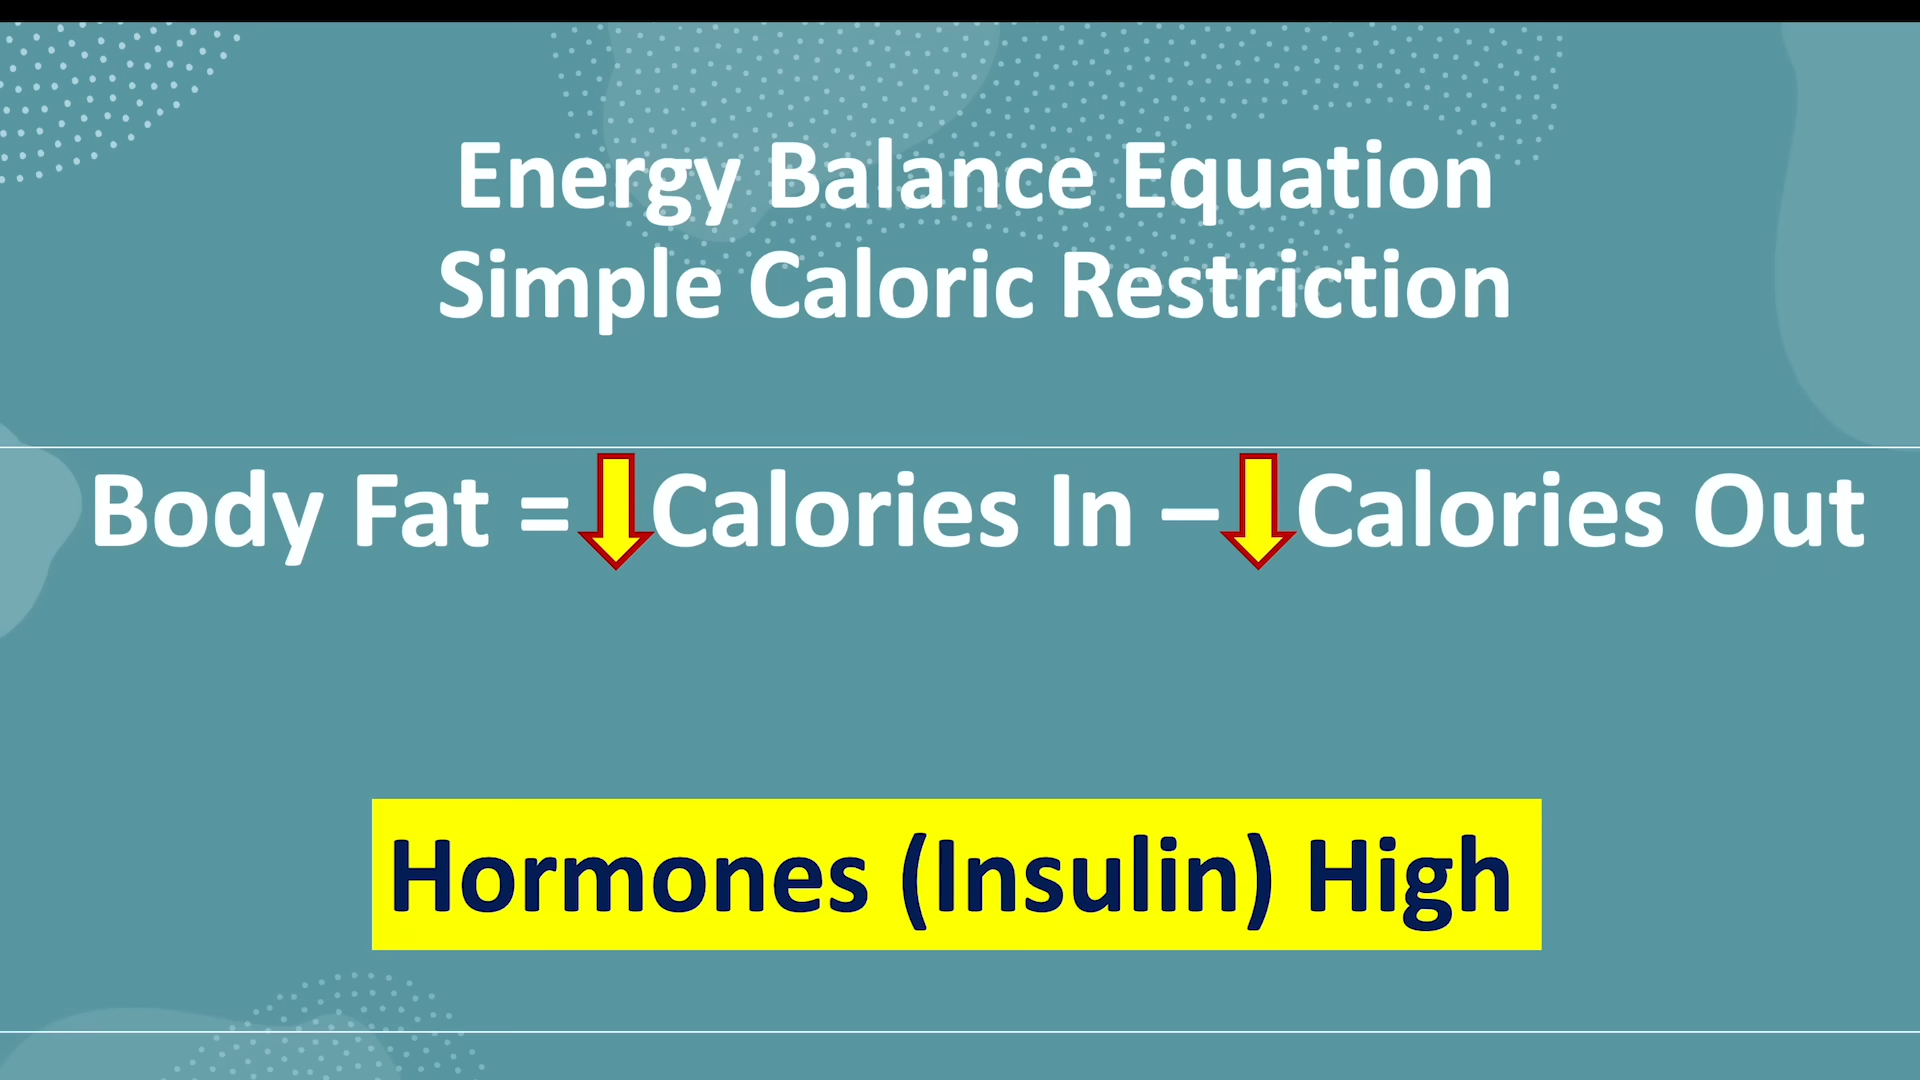 Energy Balance Equation
Simple Caloric Restriction
Body Fat = Calories In – Calories Out
Hormones (Insulin) High